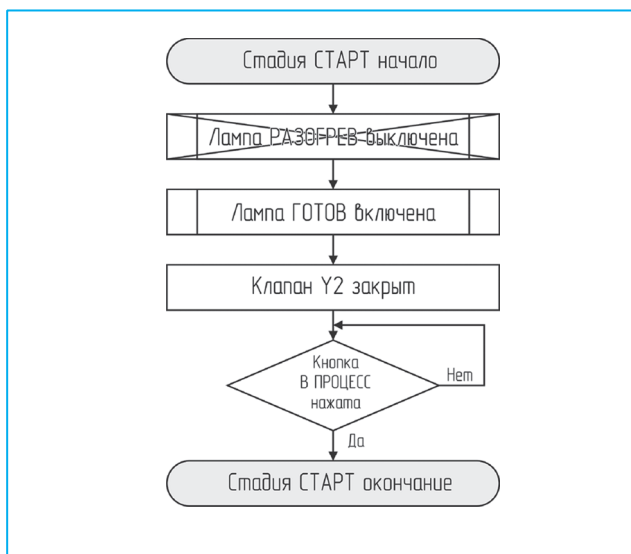 Стадия СТАРТ начало
Лампа РАЗОГРЕВ выключена
Лампа ГОТОВ включена
Клапан Y2 закрыт
Кнопка
В ПРОЦЕСС
нажата
Нет
Да
Стадия СТАРТ окончание